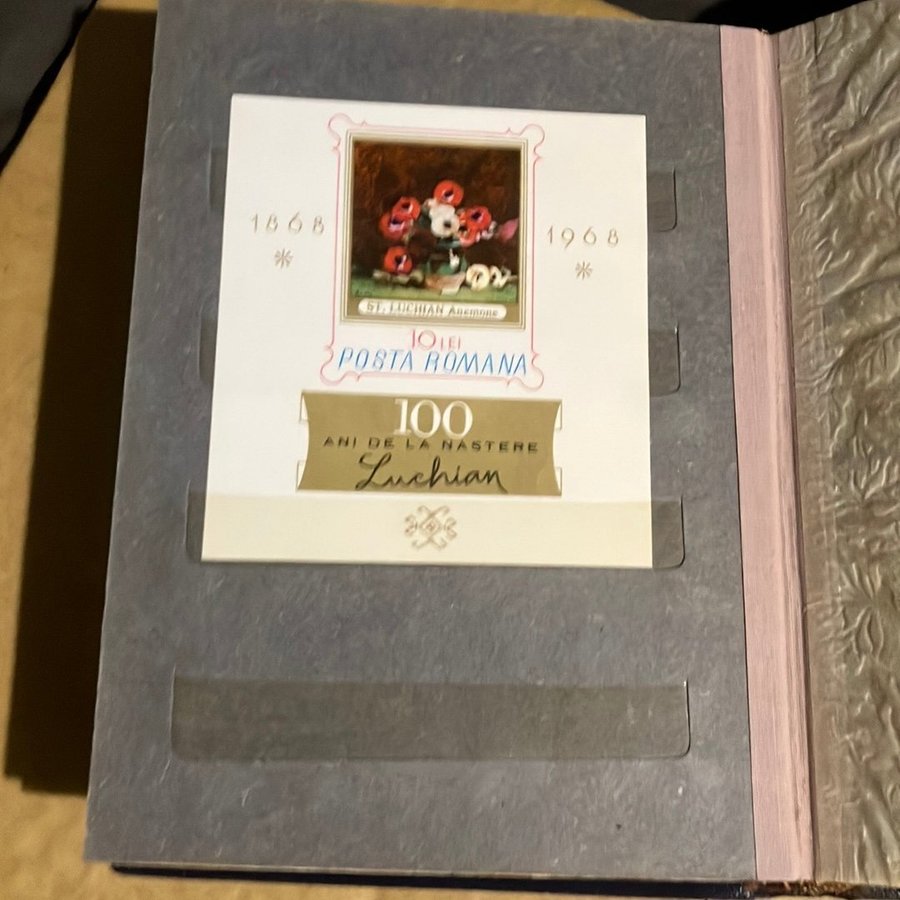 1868
1968
ST. LUCHIAN Anemone
10 LEI
POSTA ROMANA
100
ANI DE LA NASTERE
Luchian